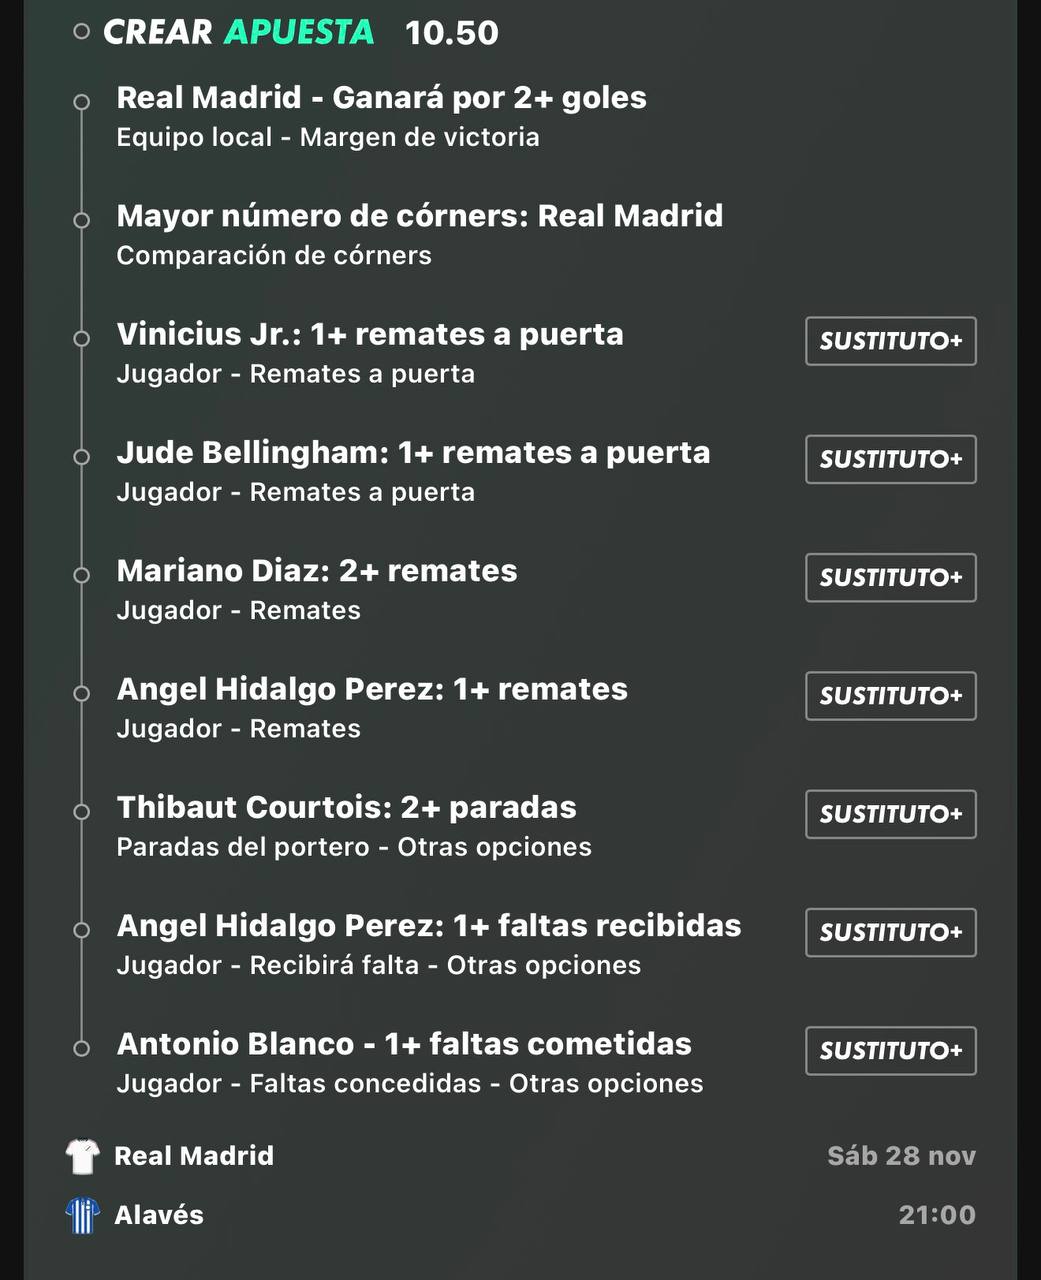 CREAR APUESTA 10.50
Real Madrid - Ganará por 2+ goles
Equipo local - Margen de victoria
Mayor número de córners: Real Madrid
Comparación de córners
Vinicius Jr.: 1+ remates a puerta
SUSTITUTO+
Jugador - Remates a puerta
Jude Bellingham: 1+ remates a puerta
SUSTITUTO+
Jugador - Remates a puerta
Mariano Diaz: 2+ remates
SUSTITUTO+
Jugador - Remates
Angel Hidalgo Perez: 1+ remates
SUSTITUTO+
Jugador - Remates
Thibaut Courtois: 2+ paradas
SUSTITUTO+
Paradas del portero - Otras opciones
Angel Hidalgo Perez: 1+ faltas recibidas
SUSTITUTO+
Jugador - Recibirá falta - Otras opciones
Antonio Blanco - 1+ faltas cometidas
SUSTITUTO+
Jugador - Faltas concedidas - Otras opciones
Real Madrid Sáb 28 nov
Alavés 21:00